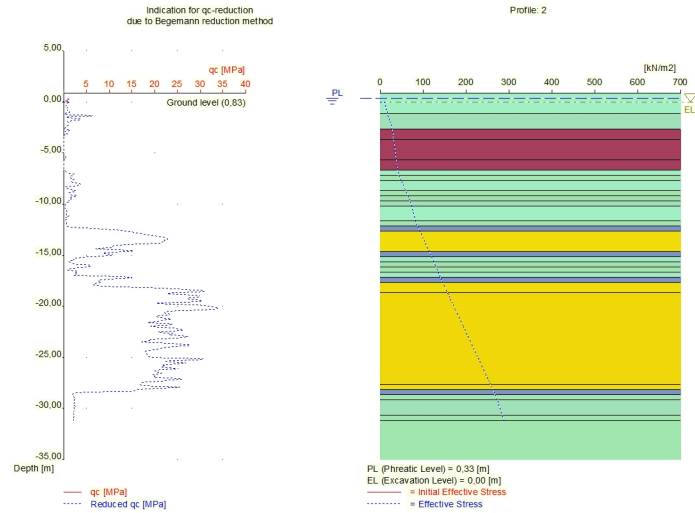 Indication for qc-reduction
due to Begemann reduction method
5,00
qc [MPa]
5 10 15 20 25 30 35 40
0,00
Ground level (0,83)
-5,00
-10,00
-15,00
-20,00
-25,00
-30,00
-35,00
Depth [m]
qc [MPa]
Reduced qc [MPa]
Profile: 2
[kN/m2]
0 100 200 300 400 500 600 700
PL
EL
PL (Phreatic Level) = 0,33 [m]
EL (Excavation Level) = 0,00 [m]
= Initial Effective Stress
= Effective Stress